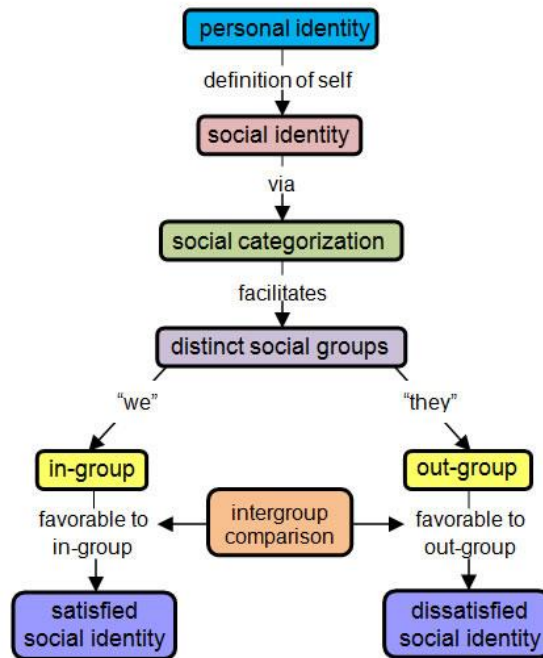 personal identity
definition of self
social identity
via
social categorization
facilitates
distinct social groups
“we”
“they”
in-group
out-group
favorable to
in-group
intergroup
comparison
favorable to
out-group
satisfied
social identity
dissatisfied
social identity